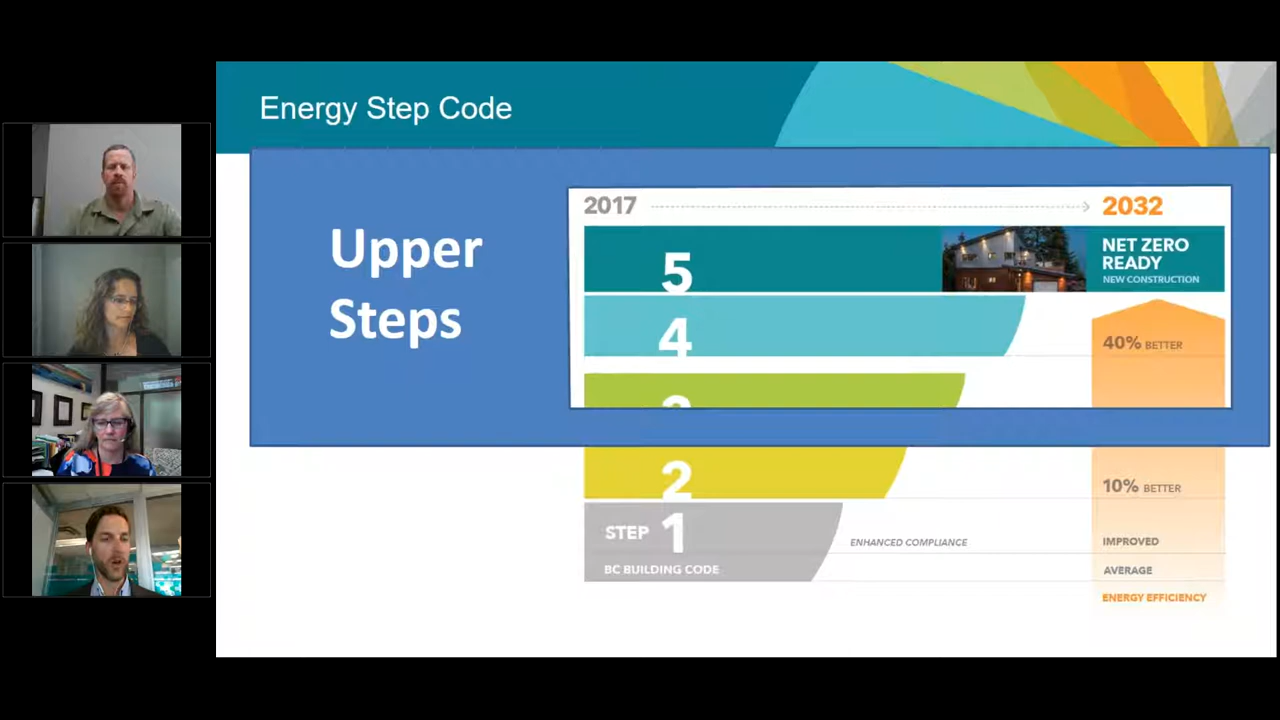 Energy Step Code
Upper
Steps
2017
2032
5
NET ZERO
READY
NEW CONSTRUCTION
4
40% BETTER
2
10% BETTER
STEP 1
ENHANCED COMPLIANCE
IMPROVED
BC BUILDING CODE
AVERAGE
ENERGY EFFICIENCY